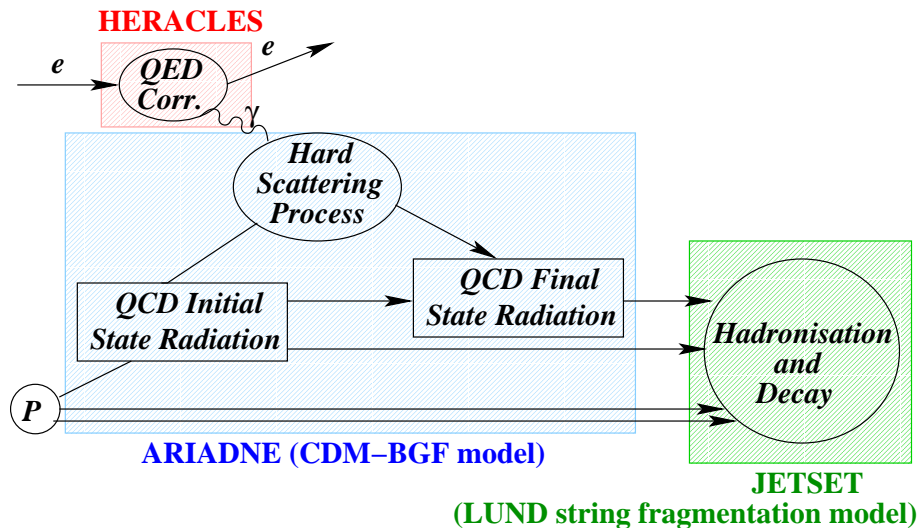 HERACLES
e
e
QED
Corr.
γ
Hard
Scattering
Process
QCD Initial
State Radiation
QCD Final
State Radiation
Hadronisation
and
Decay
P
ARIADNE (CDM−BGF model)
JETSET
(LUND string fragmentation model)